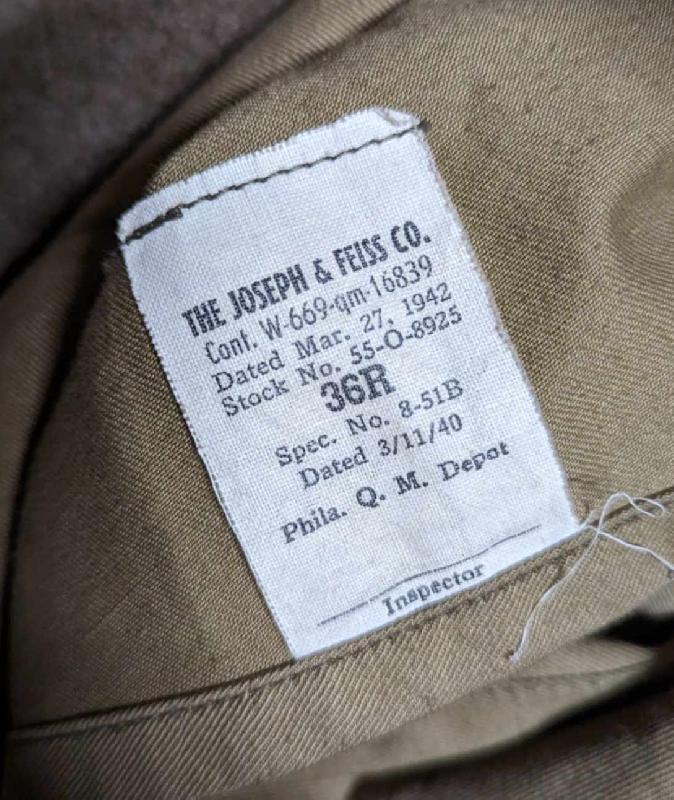 THE JOSEPH & FEISS CO.
Cont. W-669-qm-16839
Dated Mar. 27, 1942
Stock No. 55-O-8925
36R
Spec. No. 8-51B
Dated 3/11/40
Phila. Q. M. Depot
Inspector